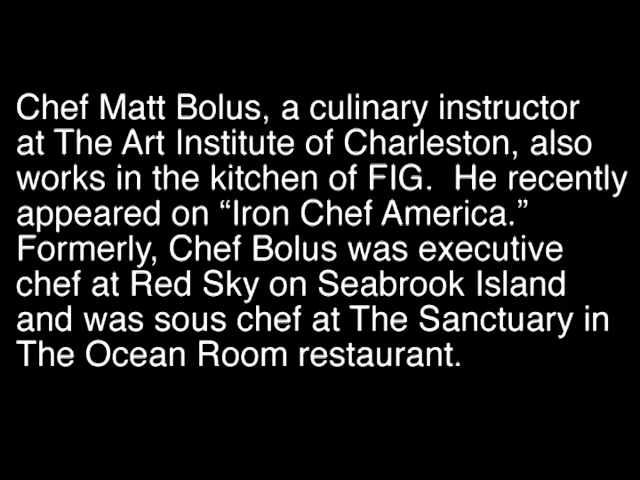 Chef Matt Bolus, a culinary instructor
at The Art Institute of Charleston, also
works in the kitchen of FIG.  He recently
appeared on “Iron Chef America.”
Formerly, Chef Bolus was executive
chef at Red Sky on Seabrook Island
and was sous chef at The Sanctuary in
The Ocean Room restaurant.